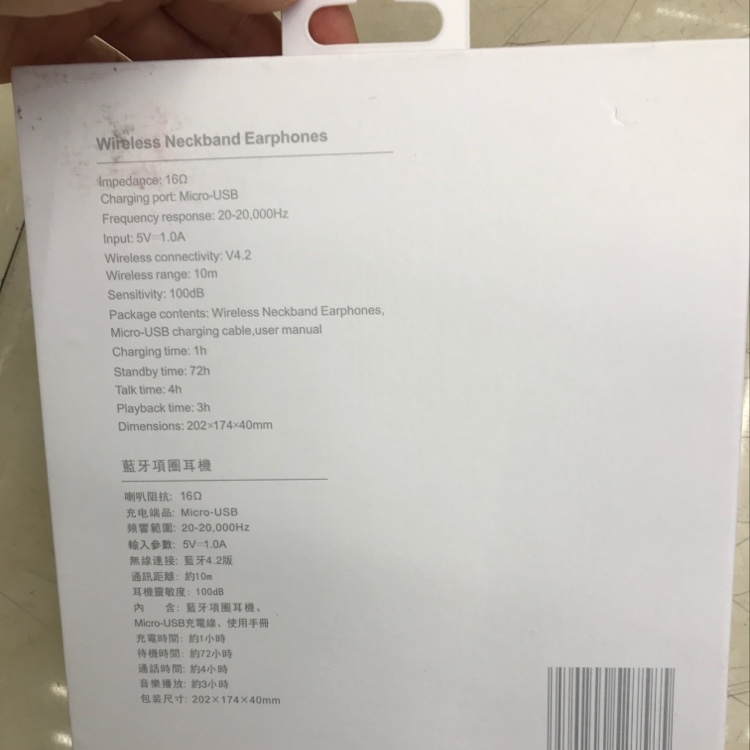 Wireless Neckband Earphones
Impedance: 16Ω
Charging port: Micro-USB
Frequency response: 20-20,000Hz
Input: 5V⎓1.0A
Wireless connectivity: V4.2
Wireless range: 10m
Sensitivity: 100dB
Package contents: Wireless Neckband Earphones,
Micro-USB charging cable,user manual
Charging time: 1h
Standby time: 72h
Talk time: 4h
Playback time: 3h
Dimensions: 202×174×40mm
藍牙項圈耳機
喇叭阻抗: 16Ω
充电端品: Micro-USB
頻響範圍: 20-20,000Hz
輸入參數: 5V⎓1.0A
無線連接: 藍牙4.2版
通訊距離: 約10m
耳機靈敏度: 100dB
內 含: 藍牙項圈耳機、
Micro-USB充電線、使用手冊
充電時間: 約1小時
待機時間: 約72小時
通話時間: 約4小時
音樂播放: 約3小時
包装尺寸: 202×174×40mm